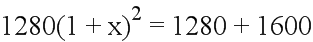 1280(1 + x)² = 1280 + 1600